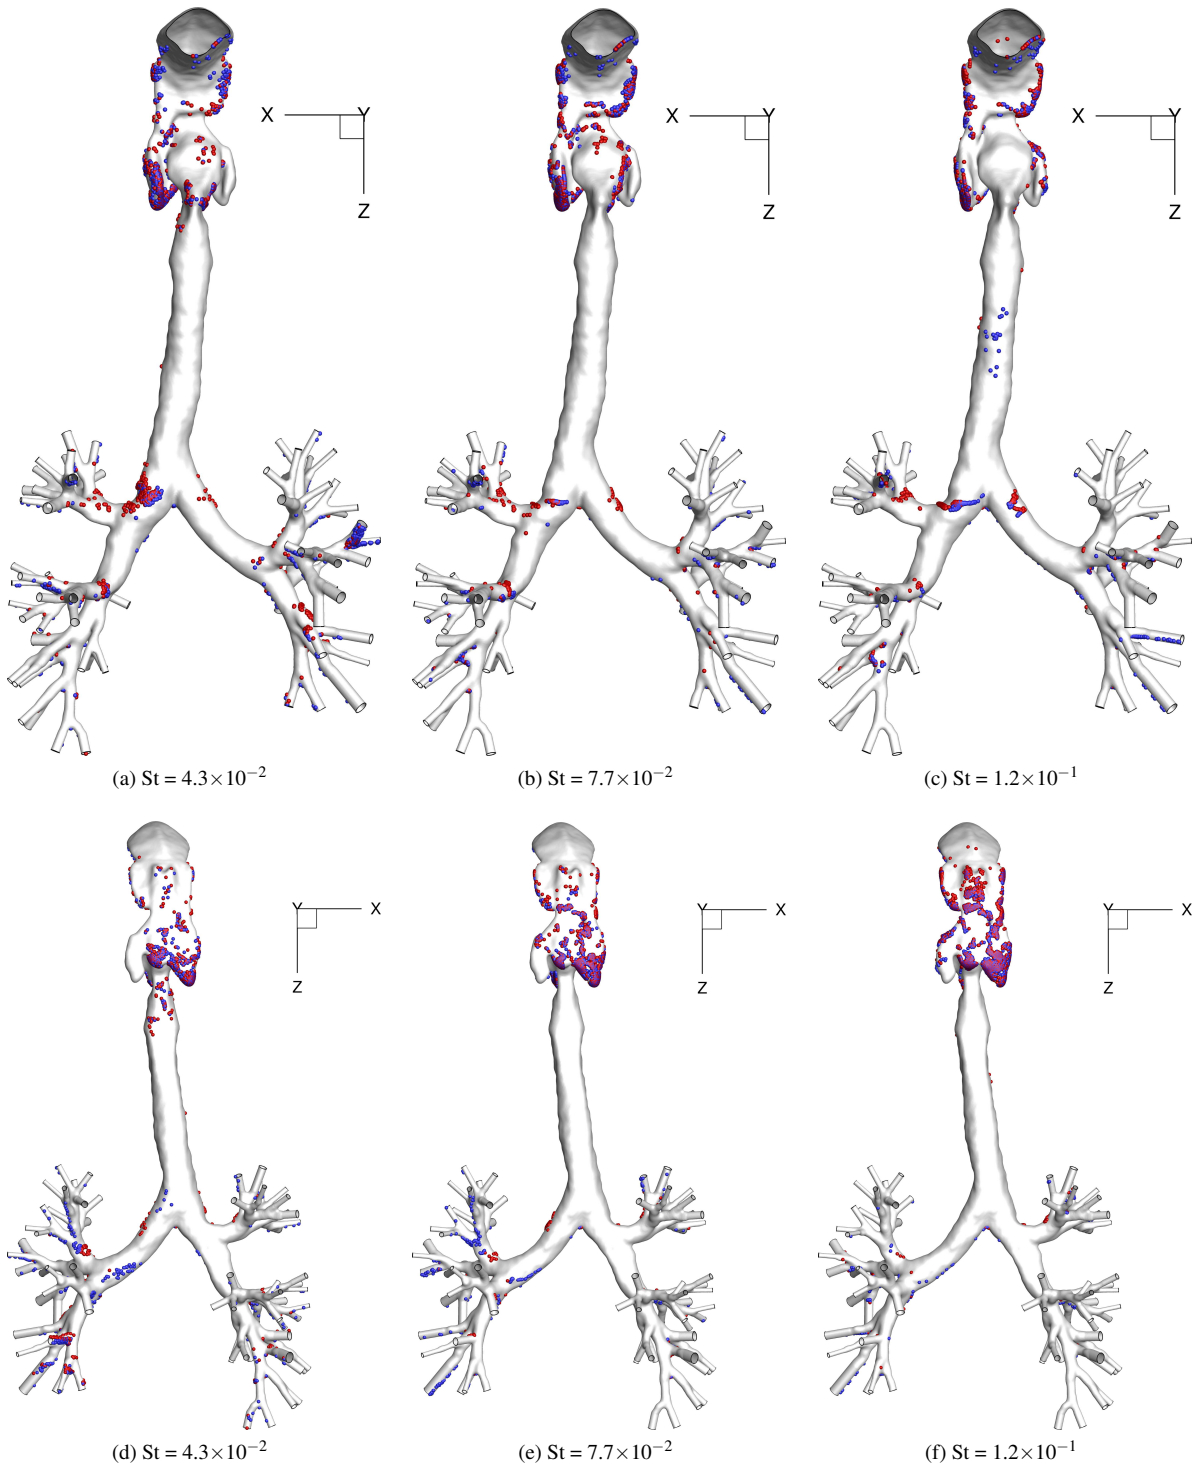 X Y X Y X Y
Z Z Z
(a) St = 4.3×10⁻² (b) St = 7.7×10⁻² (c) St = 1.2×10⁻¹
Y X Y X Y X
Z Z Z
(d) St = 4.3×10⁻² (e) St = 7.7×10⁻² (f) St = 1.2×10⁻¹